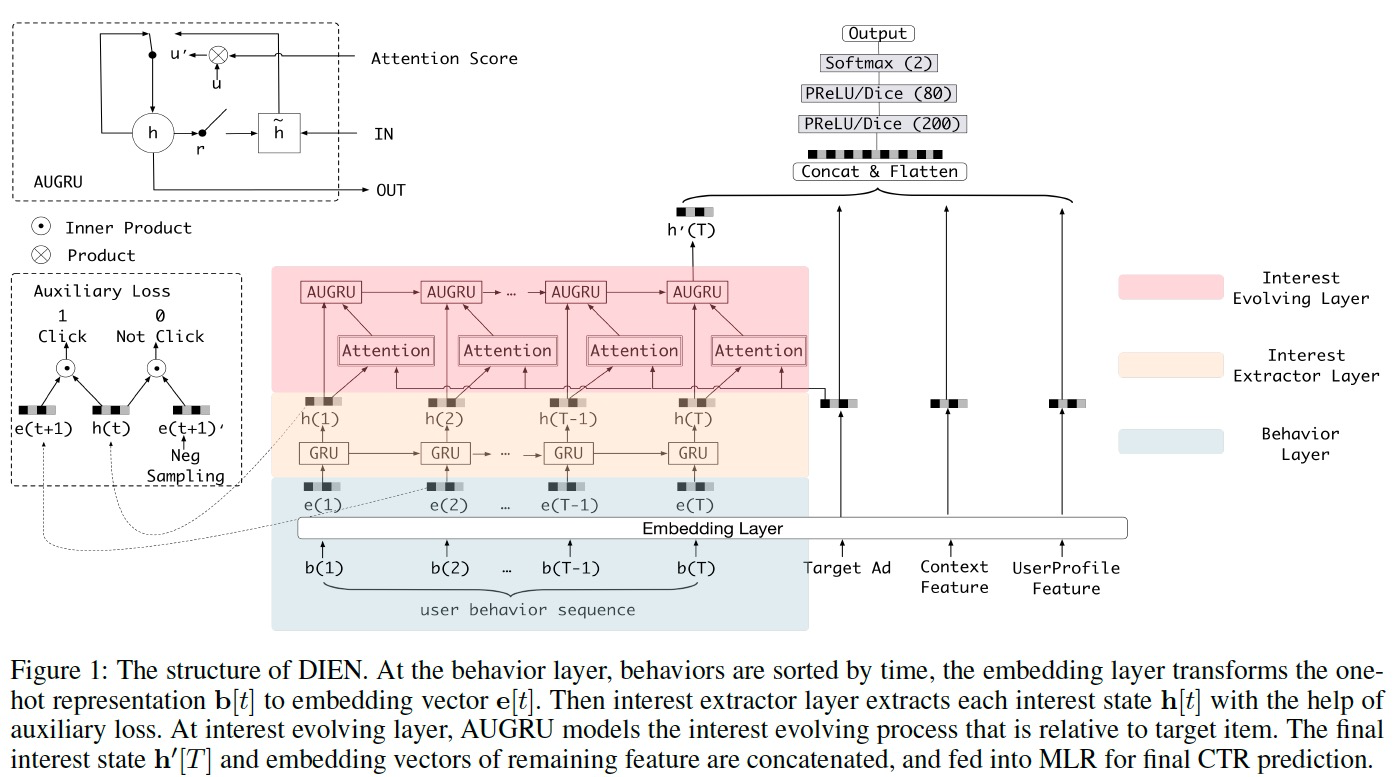 Output
Softmax (2)
PReLU/Dice (80)
PReLU/Dice (200)
Concat & Flatten
u'
Attention Score
u
h
r
h̃
IN
AUGRU
OUT
Inner Product
Product
h'(T)
Auxiliary Loss
1
0
Click
Not Click
e(t+1)
h(t)
e(t+1)'
Neg
Sampling
AUGRU
AUGRU
...
AUGRU
AUGRU
Attention
Attention
Attention
Attention
h(1)
h(2)
h(T-1)
h(T)
GRU
GRU
...
GRU
GRU
e(1)
e(2)
...
e(T-1)
e(T)
Embedding Layer
b(1)
b(2)
...
b(T-1)
b(T)
user behavior sequence
Target Ad
Context
Feature
UserProfile
Feature
Interest
Evolving Layer
Interest
Extractor Layer
Behavior
Layer
Figure 1: The structure of DIEN. At the behavior layer, behaviors are sorted by time, the embedding layer transforms the one-
hot representation b[t] to embedding vector e[t]. Then interest extractor layer extracts each interest state h[t] with the help of
auxiliary loss. At interest evolving layer, AUGRU models the interest evolving process that is relative to target item. The final
interest state h′[T] and embedding vectors of remaining feature are concatenated, and fed into MLR for final CTR prediction.